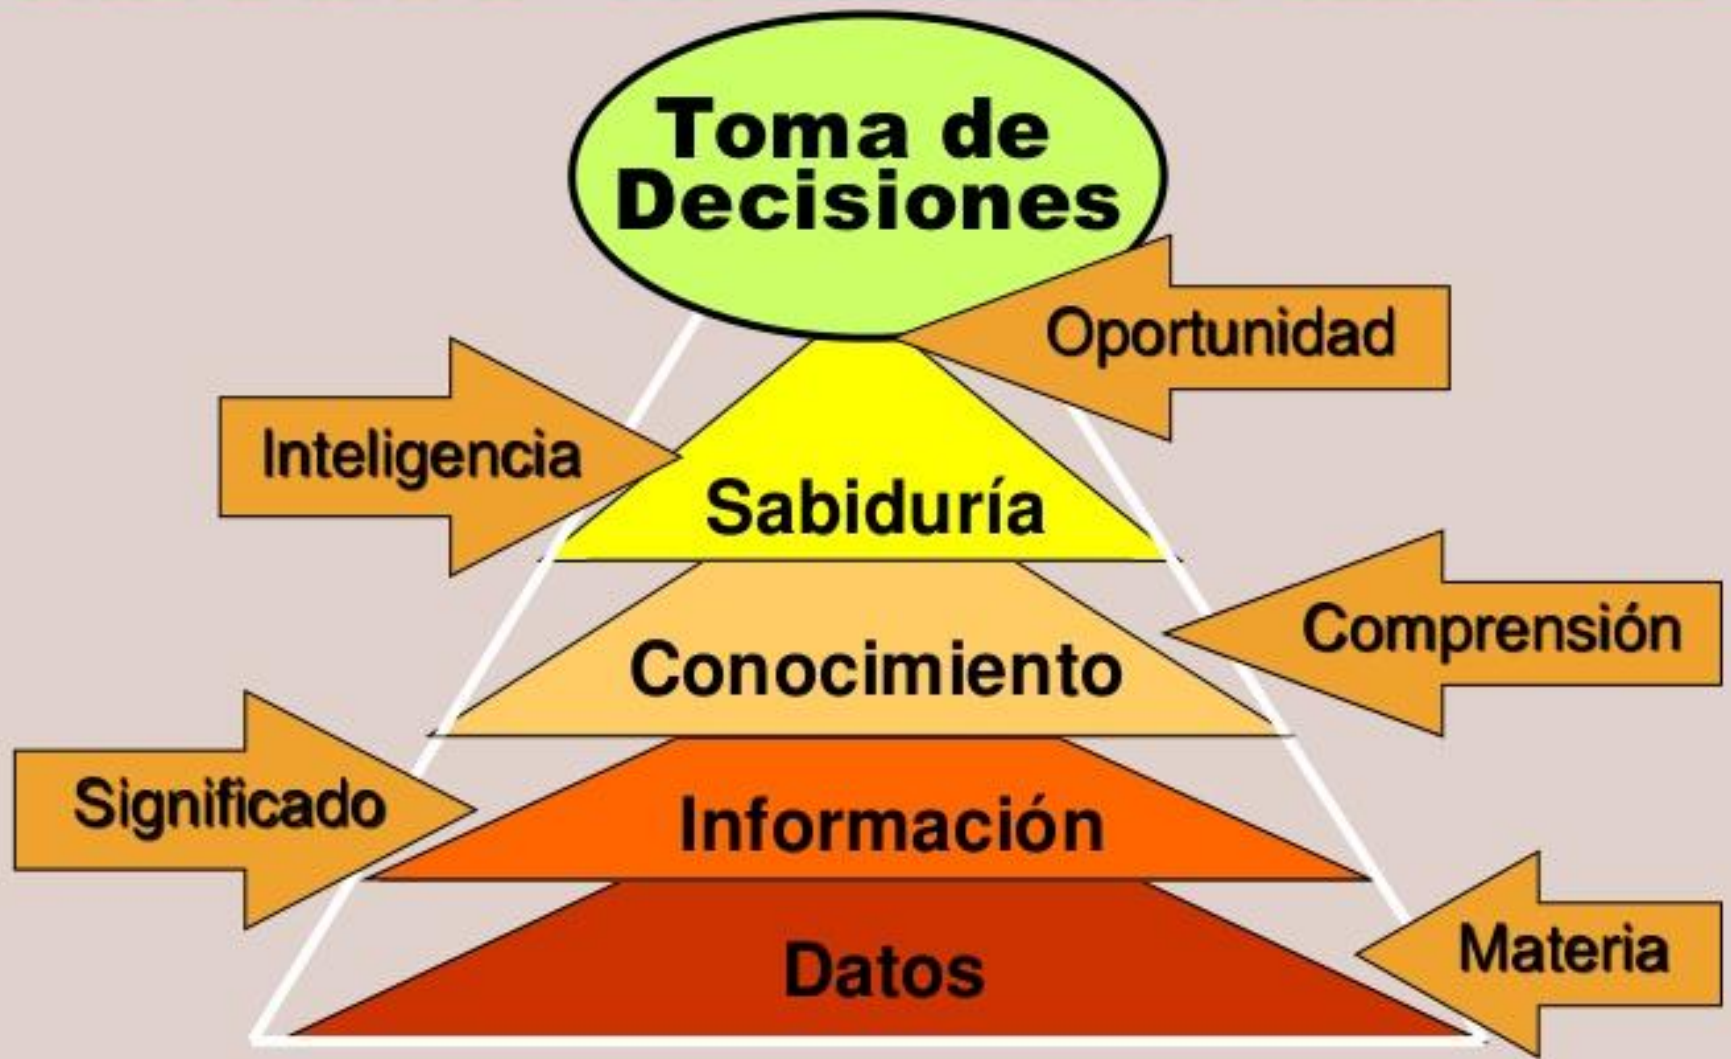 Toma de
Decisiones
Oportunidad
Inteligencia
Sabiduría
Comprensión
Conocimiento
Significado
Información
Materia
Datos